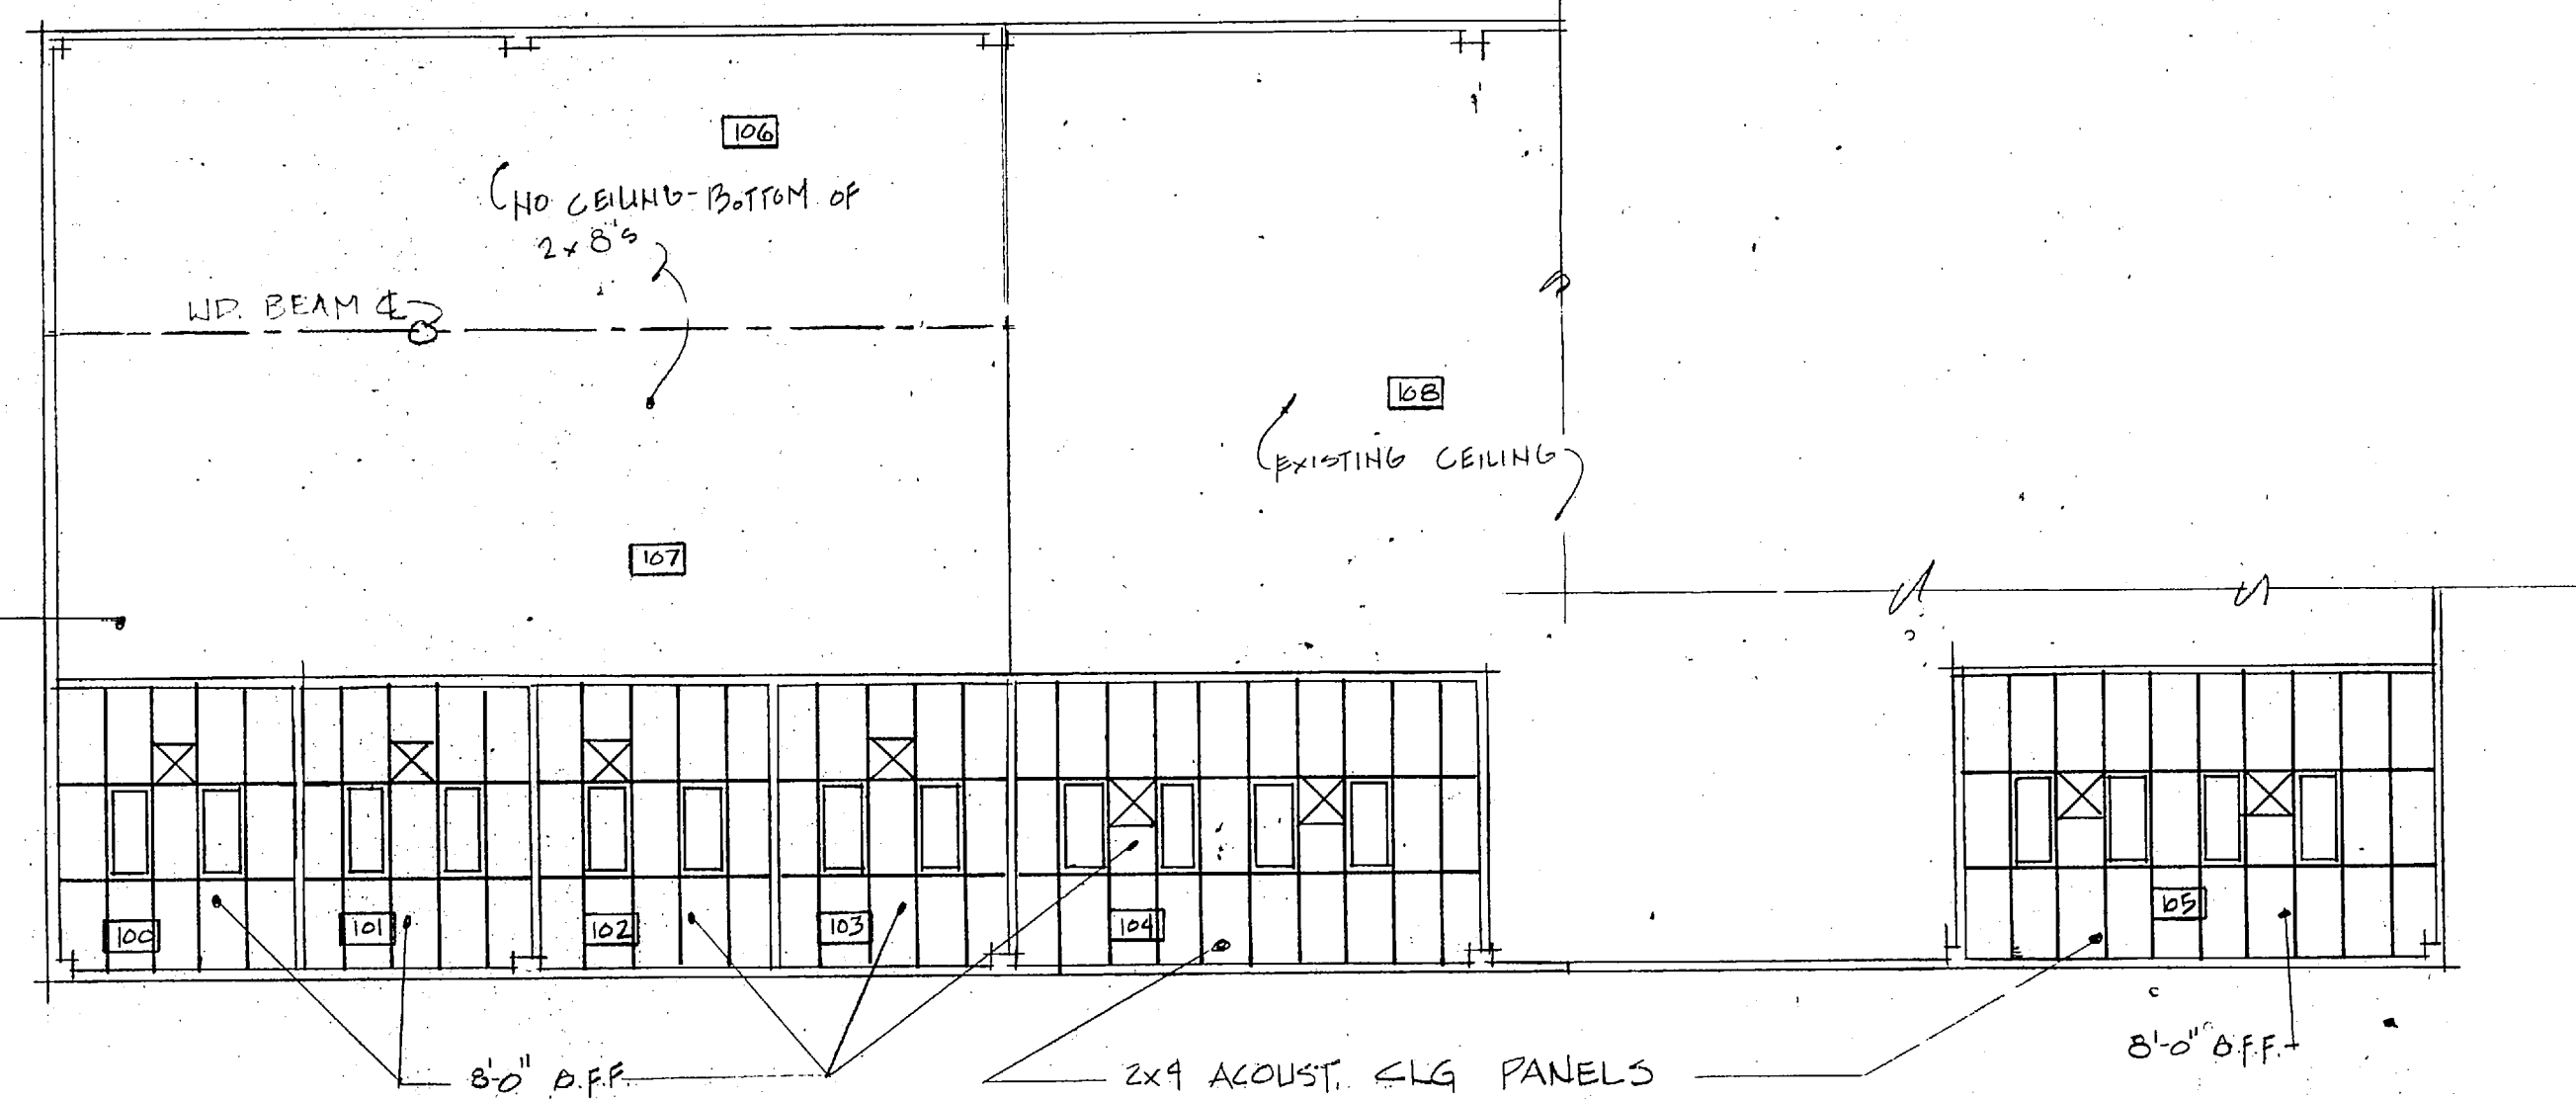 106
NO CEILING-BOTTOM OF
2x8's
WD. BEAM ℄
108
EXISTING CEILING
107
100
101
102
103
104
105
8'-0" A.F.F.
2x4 ACOUST. CLG PANELS
8'-0" A.F.F.